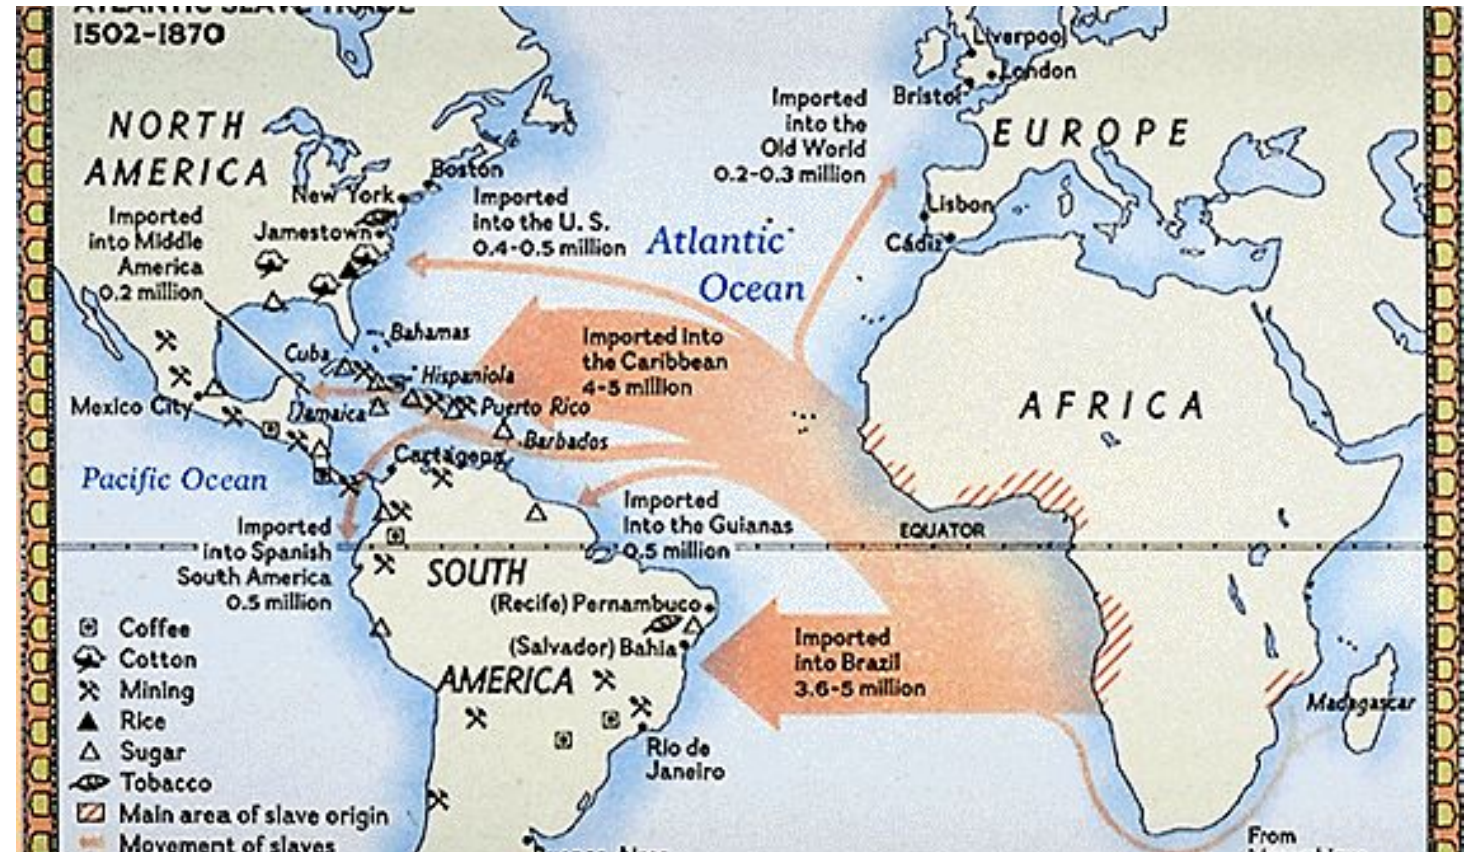 ATLANTIC SLAVE TRADE
1502-1870
NORTH
AMERICA
Imported
into Middle
America
0.2 million
New York
Boston
Jamestown
Imported
into the U.S.
0.4-0.5 million
Atlantic
Ocean
Imported
into the
Old World
0.2-0.3 million
Liverpool
London
Bristol
EUROPE
Lisbon
Cádiz
Bahamas
Cuba
Hispaniola
Jamaica
Puerto Rico
Barbados
Mexico City
Cartagena
Imported into
the Caribbean
4-5 million
AFRICA
Pacific Ocean
Imported
into Spanish
South America
0.5 million
Imported
Into the Guianas
0.5 million
EQUATOR
SOUTH
AMERICA
(Recife) Pernambuco
(Salvador) Bahia
Imported
into Brazil
3.6-5 million
Rio de
Janeiro
Madagascar
Coffee
Cotton
Mining
Rice
Sugar
Tobacco
Main area of slave origin
Movement of slaves
From